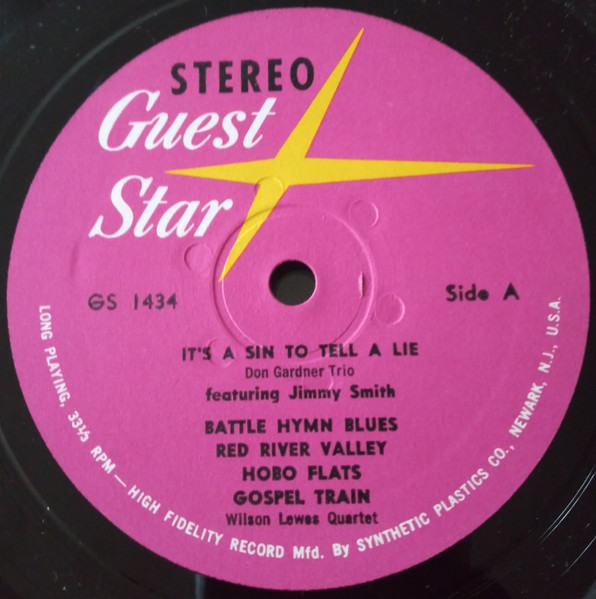 STEREO
Guest
Star
GS 1434
Side A
IT'S A SIN TO TELL A LIE
Don Gardner Trio
featuring Jimmy Smith
BATTLE HYMN BLUES
RED RIVER VALLEY
HOBO FLATS
GOSPEL TRAIN
Wilson Lewes Quartet
LONG PLAYING, 33⅓ RPM — HIGH FIDELITY RECORD Mfd. By SYNTHETIC PLASTICS CO., NEWARK, N.J., U.S.A.